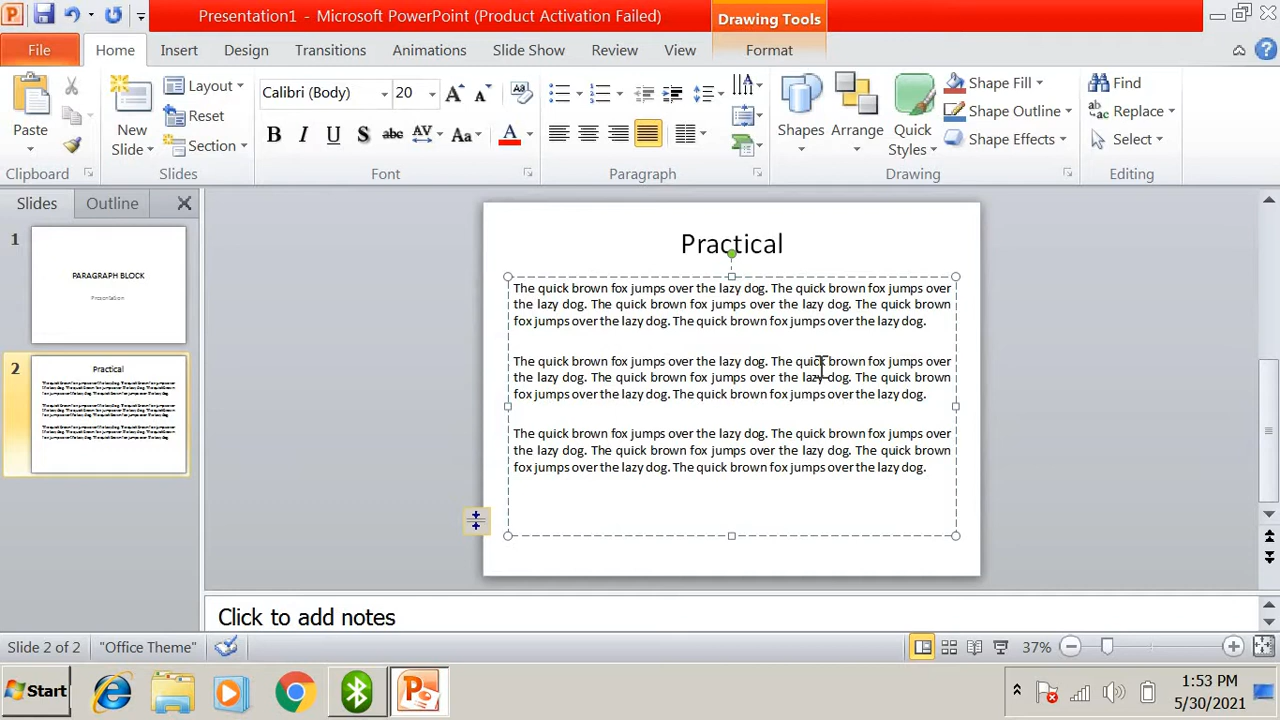 Presentation1 - Microsoft PowerPoint (Product Activation Failed)
Drawing Tools
File Home Insert Design Transitions Animations Slide Show Review View Format
Paste
New
Slide
Layout
Reset
Section
Calibri (Body) 20
B I U S abc AV Aa A
Shapes
Arrange
Quick
Styles
Shape Fill
Shape Outline
Shape Effects
Find
Replace
Select
Clipboard Slides Font Paragraph Drawing Editing
Slides Outline
1
PARAGRAPH BLOCK
Presentation
2
Practical
Practical
The quick brown fox jumps over the lazy dog. The quick brown fox jumps over
the lazy dog. The quick brown fox jumps over the lazy dog. The quick brown
fox jumps over the lazy dog. The quick brown fox jumps over the lazy dog.
The quick brown fox jumps over the lazy dog. The quick brown fox jumps over
the lazy dog. The quick brown fox jumps over the lazy dog. The quick brown
fox jumps over the lazy dog. The quick brown fox jumps over the lazy dog.
The quick brown fox jumps over the lazy dog. The quick brown fox jumps over
the lazy dog. The quick brown fox jumps over the lazy dog. The quick brown
fox jumps over the lazy dog. The quick brown fox jumps over the lazy dog.
Click to add notes
Slide 2 of 2 "Office Theme" 37%
Start
1:53 PM
5/30/2021